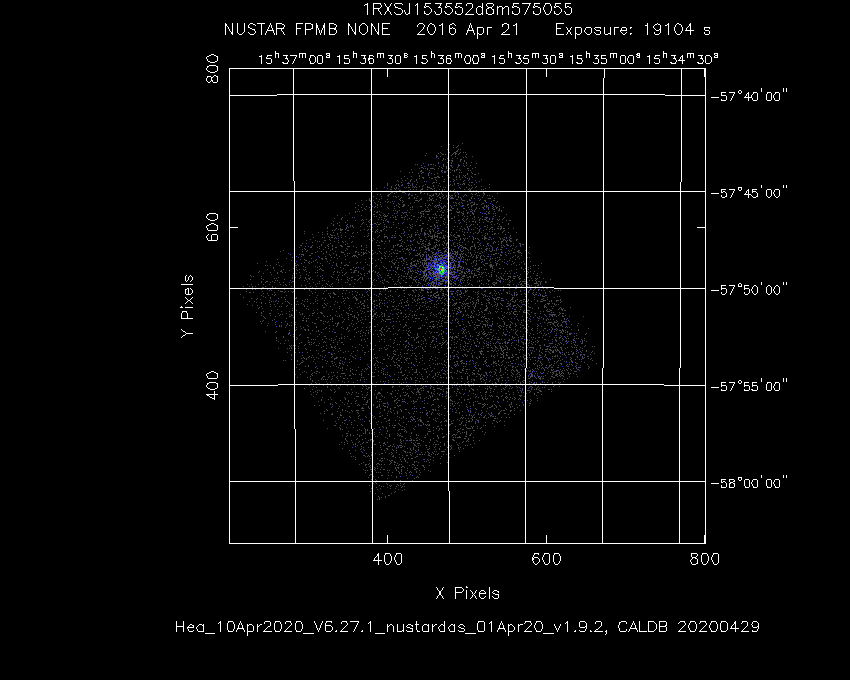 1RXSJ153552d8m575055
NUSTAR FPMB NONE 2016 Apr 21 Exposure: 19104 s
15ʰ37ᵐ00ˢ 15ʰ36ᵐ30ˢ 15ʰ36ᵐ00ˢ 15ʰ35ᵐ30ˢ 15ʰ35ᵐ00ˢ 15ʰ34ᵐ30ˢ
800
-57°40'00"
-57°45'00"
600
-57°50'00"
Y Pixels
400
-57°55'00"
-58°00'00"
400 600 800
X Pixels
Hea_10Apr2020_V6.27.1_nustardas_01Apr20_v1.9.2, CALDB 20200429